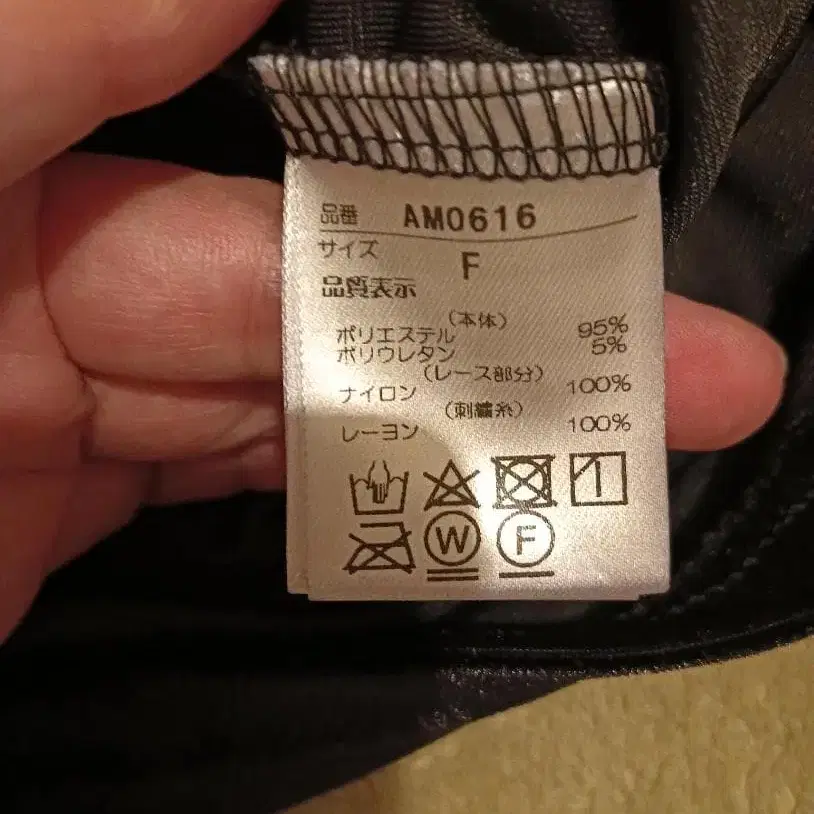 品番 AM0616
サイズ F
品質表示
(本体)
ポリエステル 95%
ポリウレタン 5%
(レース部分)
ナイロン 100%
(刺繍糸)
レーヨン 100%
W F